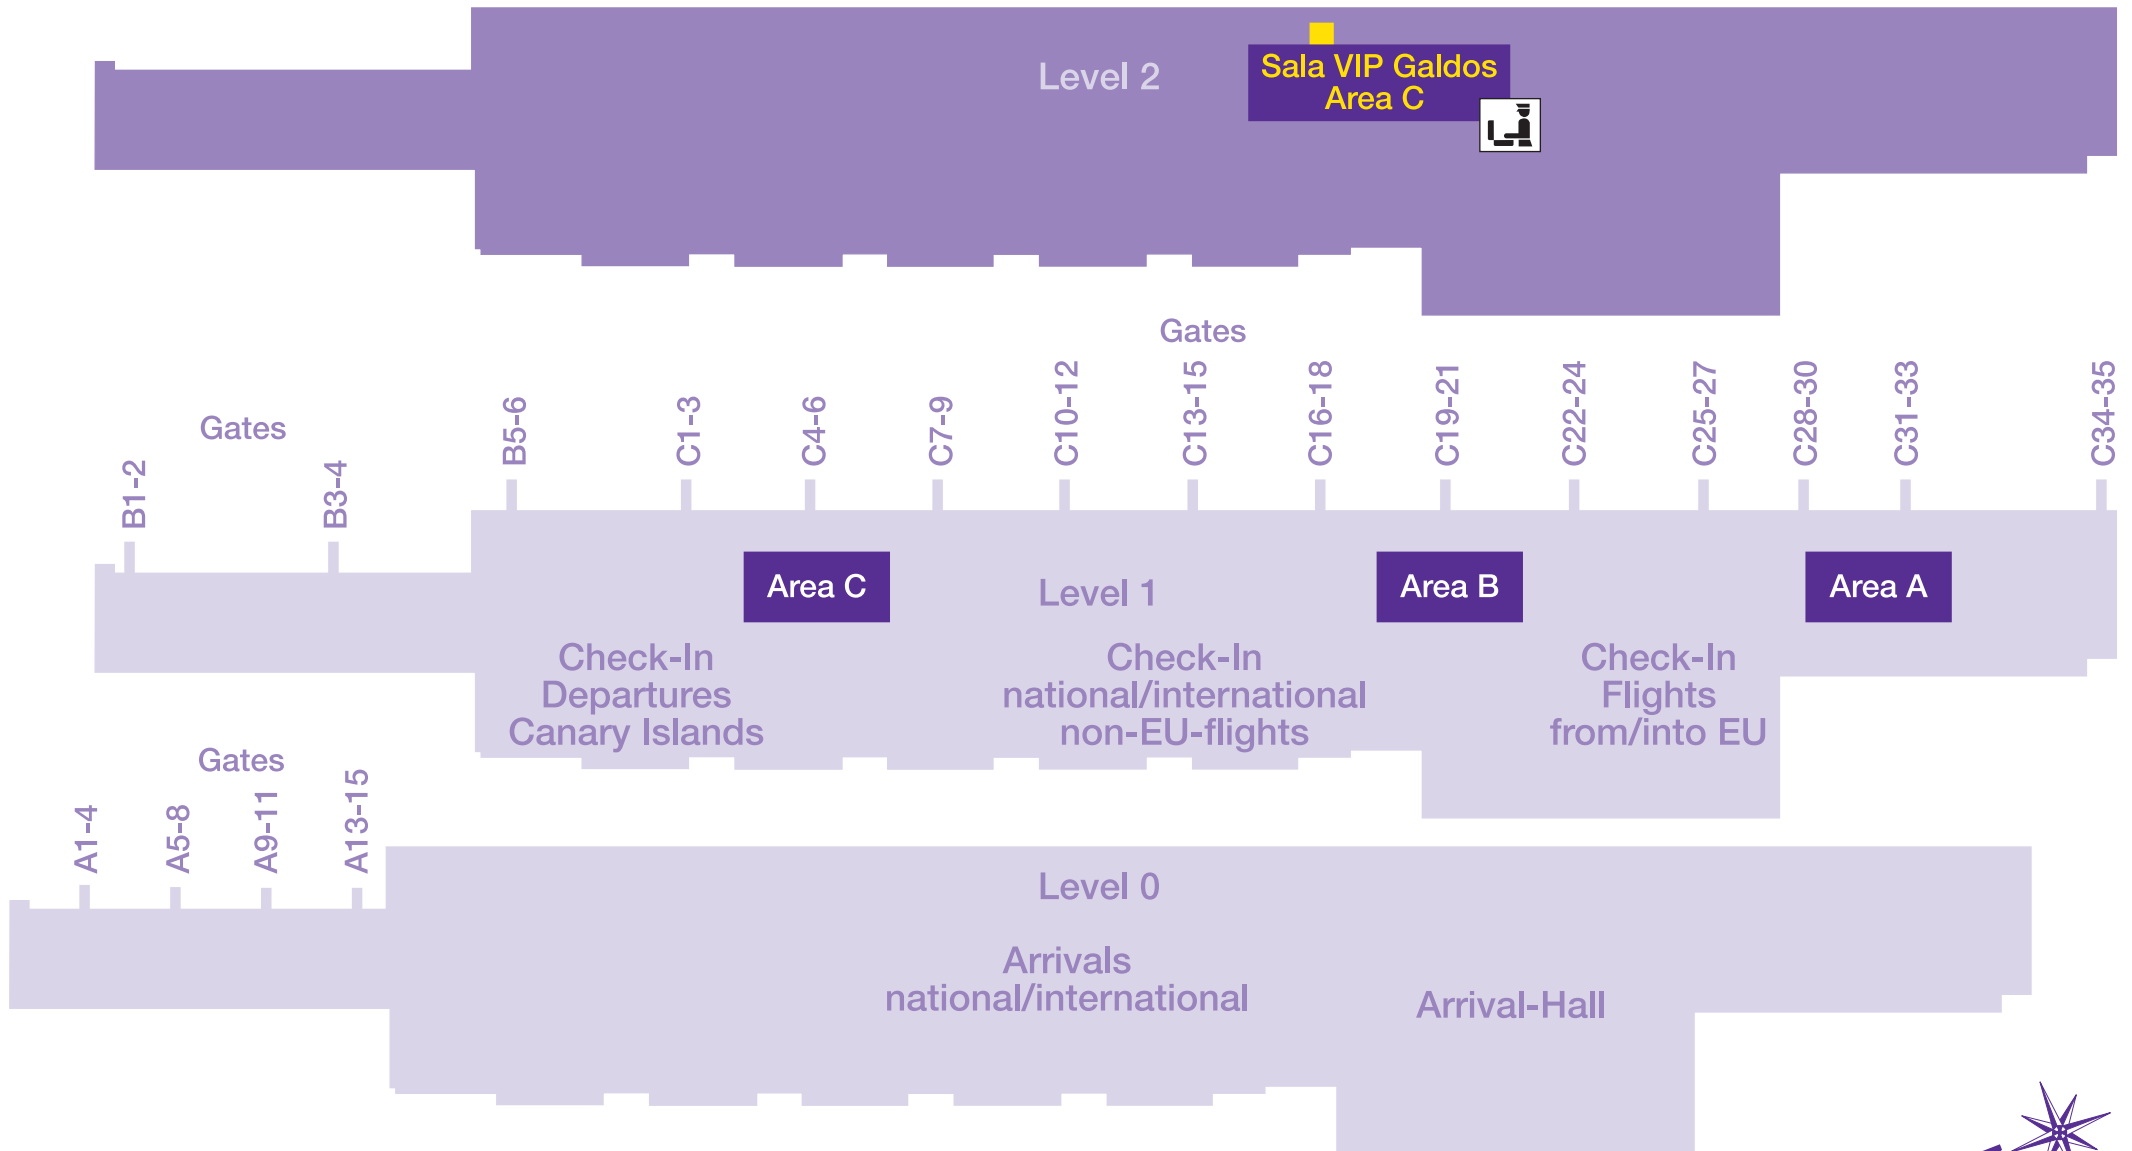 Level 2
Sala VIP Galdos
Area C
Gates
Gates
B1-2
B3-4
B5-6
C1-3
C4-6
C7-9
C10-12
C13-15
C16-18
C19-21
C22-24
C25-27
C28-30
C31-33
C34-35
Area C
Level 1
Area B
Area A
Check-In
Departures
Canary Islands
Check-In
national/international
non-EU-flights
Check-In
Flights
from/into EU
Gates
A1-4
A5-8
A9-11
A13-15
Level 0
Arrivals
national/international
Arrival-Hall